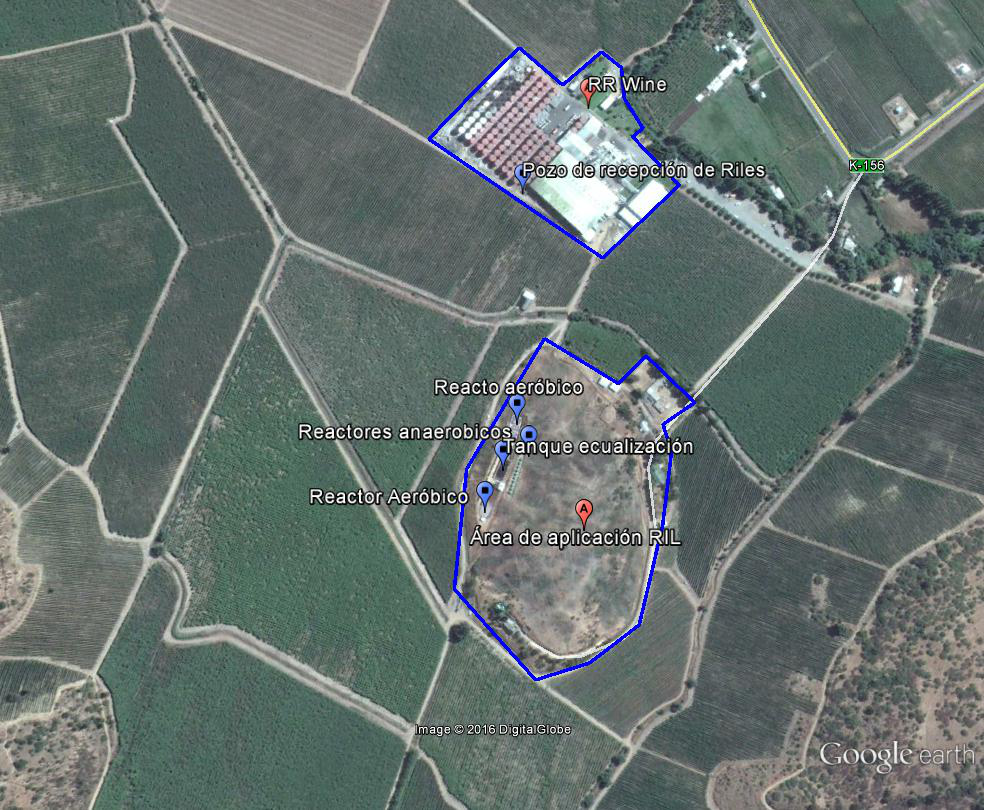 RR Wine
Pozo de recepción de Riles
K-156
Reacto aeróbico
Reactores anaerobicos
Tanque ecualización
Reactor Aeróbico
A
Área de aplicación RIL
Image © 2016 DigitalGlobe
Google earth